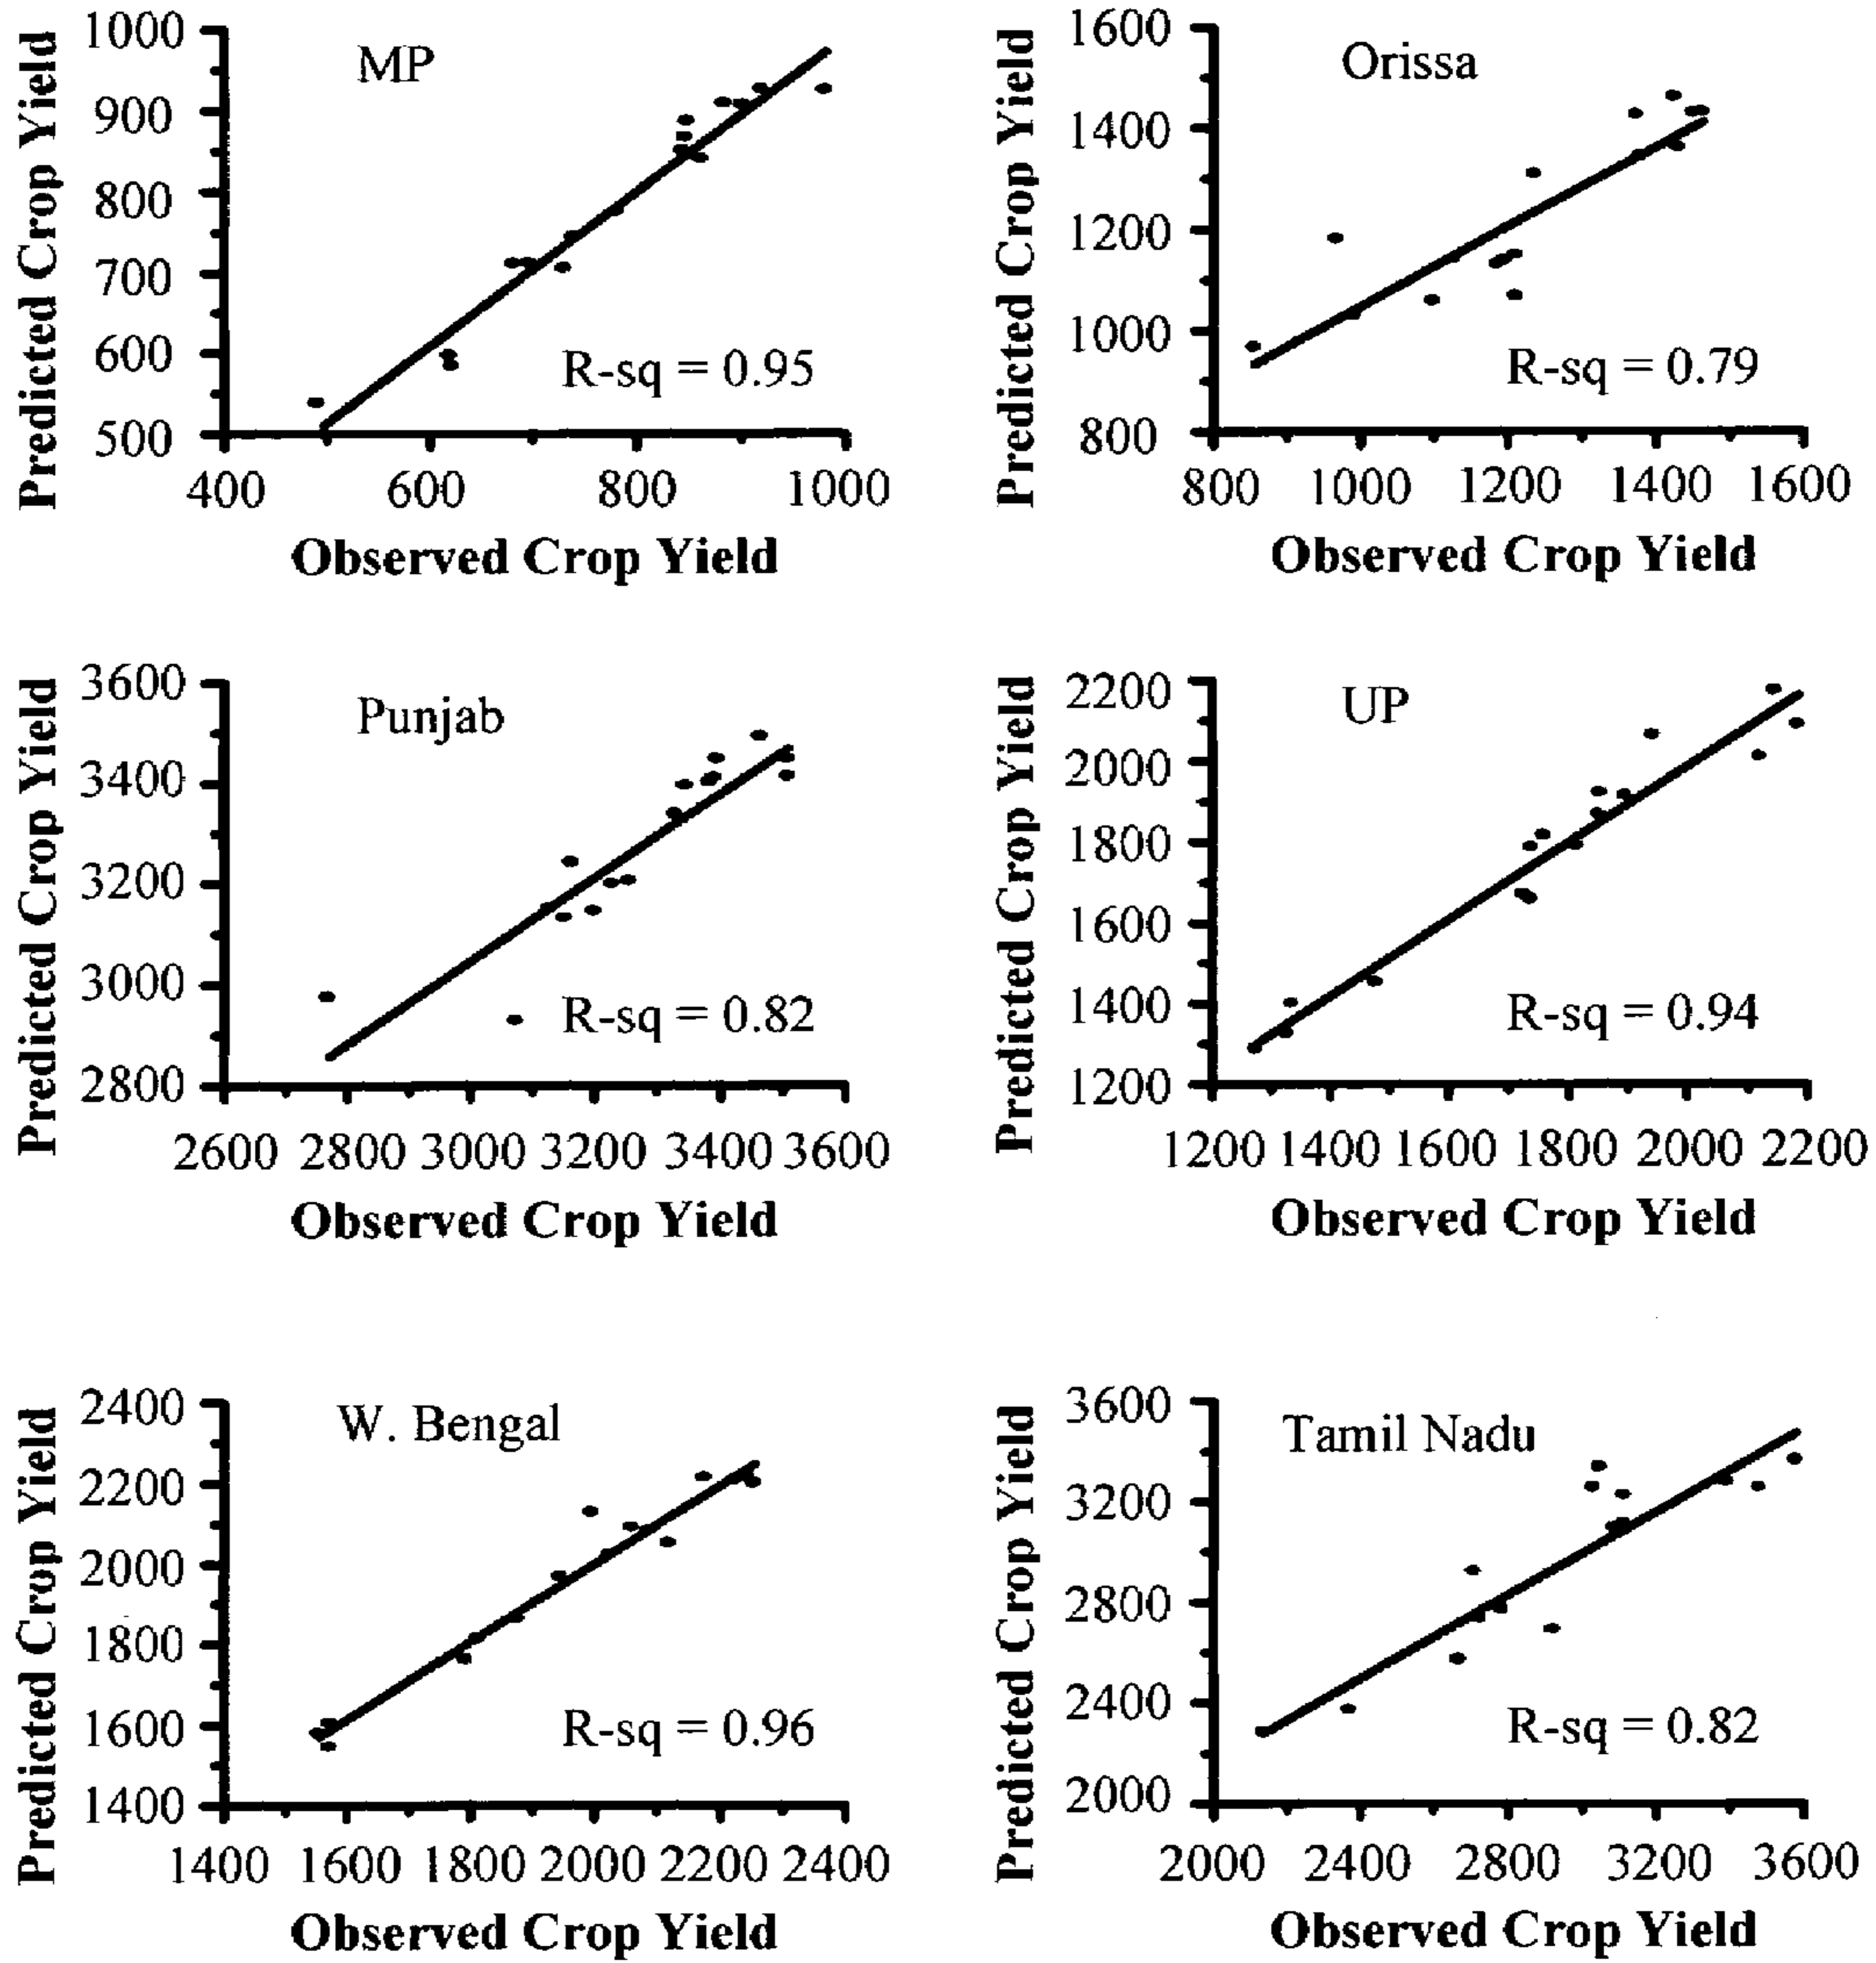 Predicted Crop Yield
1000
900
800
700
600
500
MP
R-sq = 0.95
400 600 800 1000
Observed Crop Yield
Predicted Crop Yield
1600
1400
1200
1000
800
Orissa
R-sq = 0.79
800 1000 1200 1400 1600
Observed Crop Yield
Predicted Crop Yield
3600
3400
3200
3000
2800
Punjab
R-sq = 0.82
2600 2800 3000 3200 3400 3600
Observed Crop Yield
Predicted Crop Yield
2200
2000
1800
1600
1400
1200
UP
R-sq = 0.94
1200 1400 1600 1800 2000 2200
Observed Crop Yield
Predicted Crop Yield
2400
2200
2000
1800
1600
1400
W. Bengal
R-sq = 0.96
1400 1600 1800 2000 2200 2400
Observed Crop Yield
Predicted Crop Yield
3600
3200
2800
2400
2000
Tamil Nadu
R-sq = 0.82
2000 2400 2800 3200 3600
Observed Crop Yield